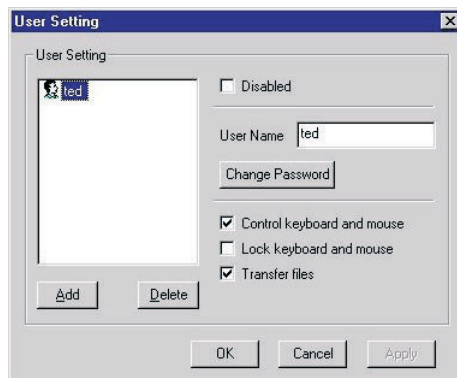 User Setting
User Setting
ted
Disabled
User Name ted
Change Password
Control keyboard and mouse
Lock keyboard and mouse
Transfer files
Add Delete
OK Cancel Apply